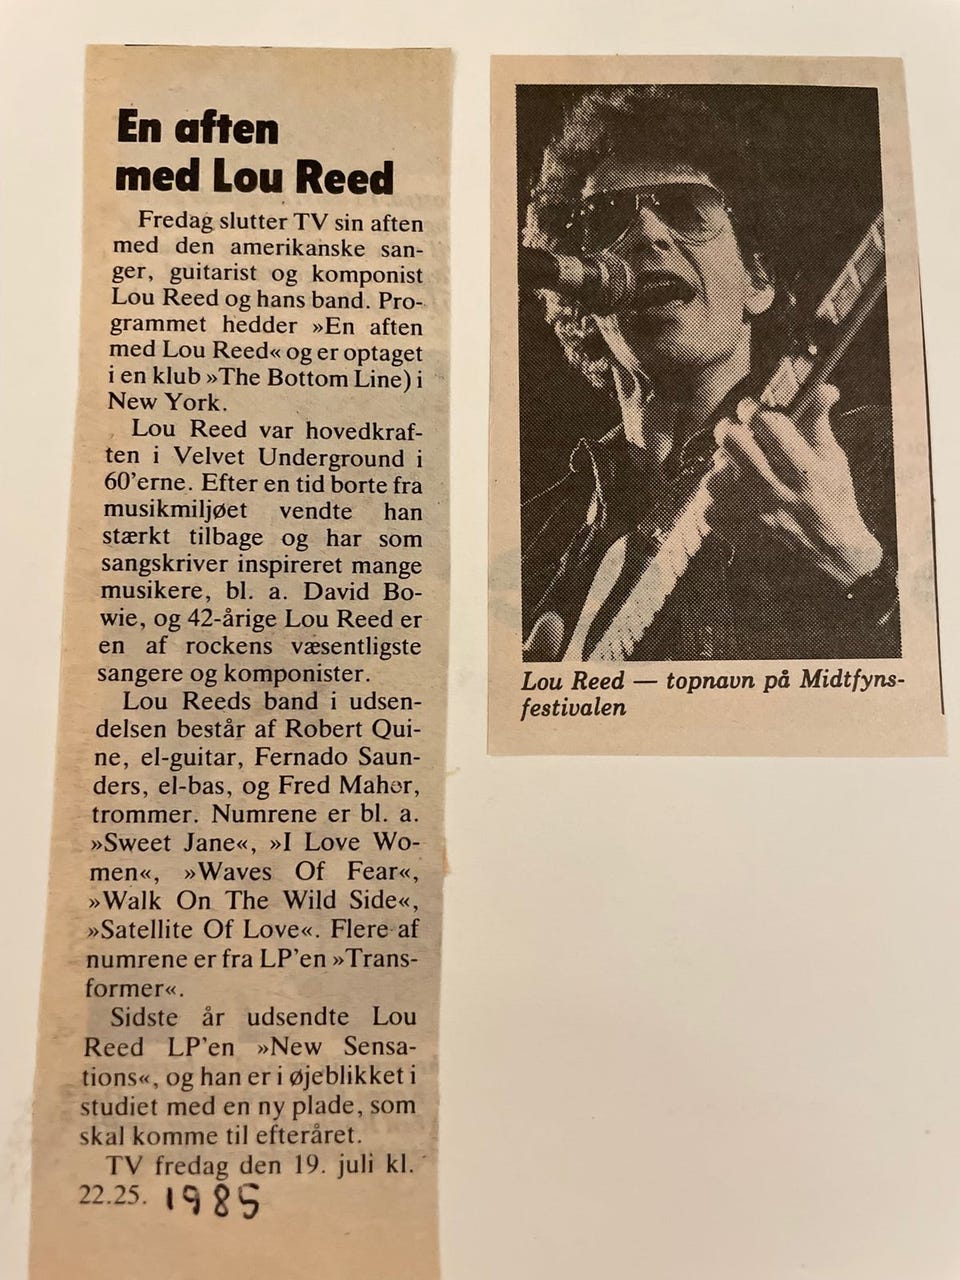 En aften
med Lou Reed
Fredag slutter TV sin aften
med den amerikanske san-
ger, guitarist og komponist
Lou Reed og hans band. Pro-
grammet hedder »En aften
med Lou Reed« og er optaget
i en klub »The Bottom Line) i
New York.
Lou Reed var hovedkraf-
ten i Velvet Underground i
60'erne. Efter en tid borte fra
musikmiljøet vendte han
stærkt tilbage og har som
sangskriver inspireret mange
musikere, bl. a. David Bo-
wie, og 42-årige Lou Reed er
en af rockens væsentligste
sangere og komponister.
Lou Reeds band i udsen-
delsen består af Robert Qui-
ne, el-guitar, Fernado Saun-
ders, el-bas, og Fred Maher,
trommer. Numrene er bl. a.
»Sweet Jane«, »I Love Wo-
men«, »Waves Of Fear«,
»Walk On The Wild Side«,
»Satellite Of Love«. Flere af
numrene er fra LP'en »Trans-
former«.
Sidste år udsendte Lou
Reed LP'en »New Sensa-
tions«, og han er i øjeblikket i
studiet med en ny plade, som
skal komme til efteråret.
TV fredag den 19. juli kl.
22.25. 1985
Lou Reed — topnavn på Midtfyns-
festivalen